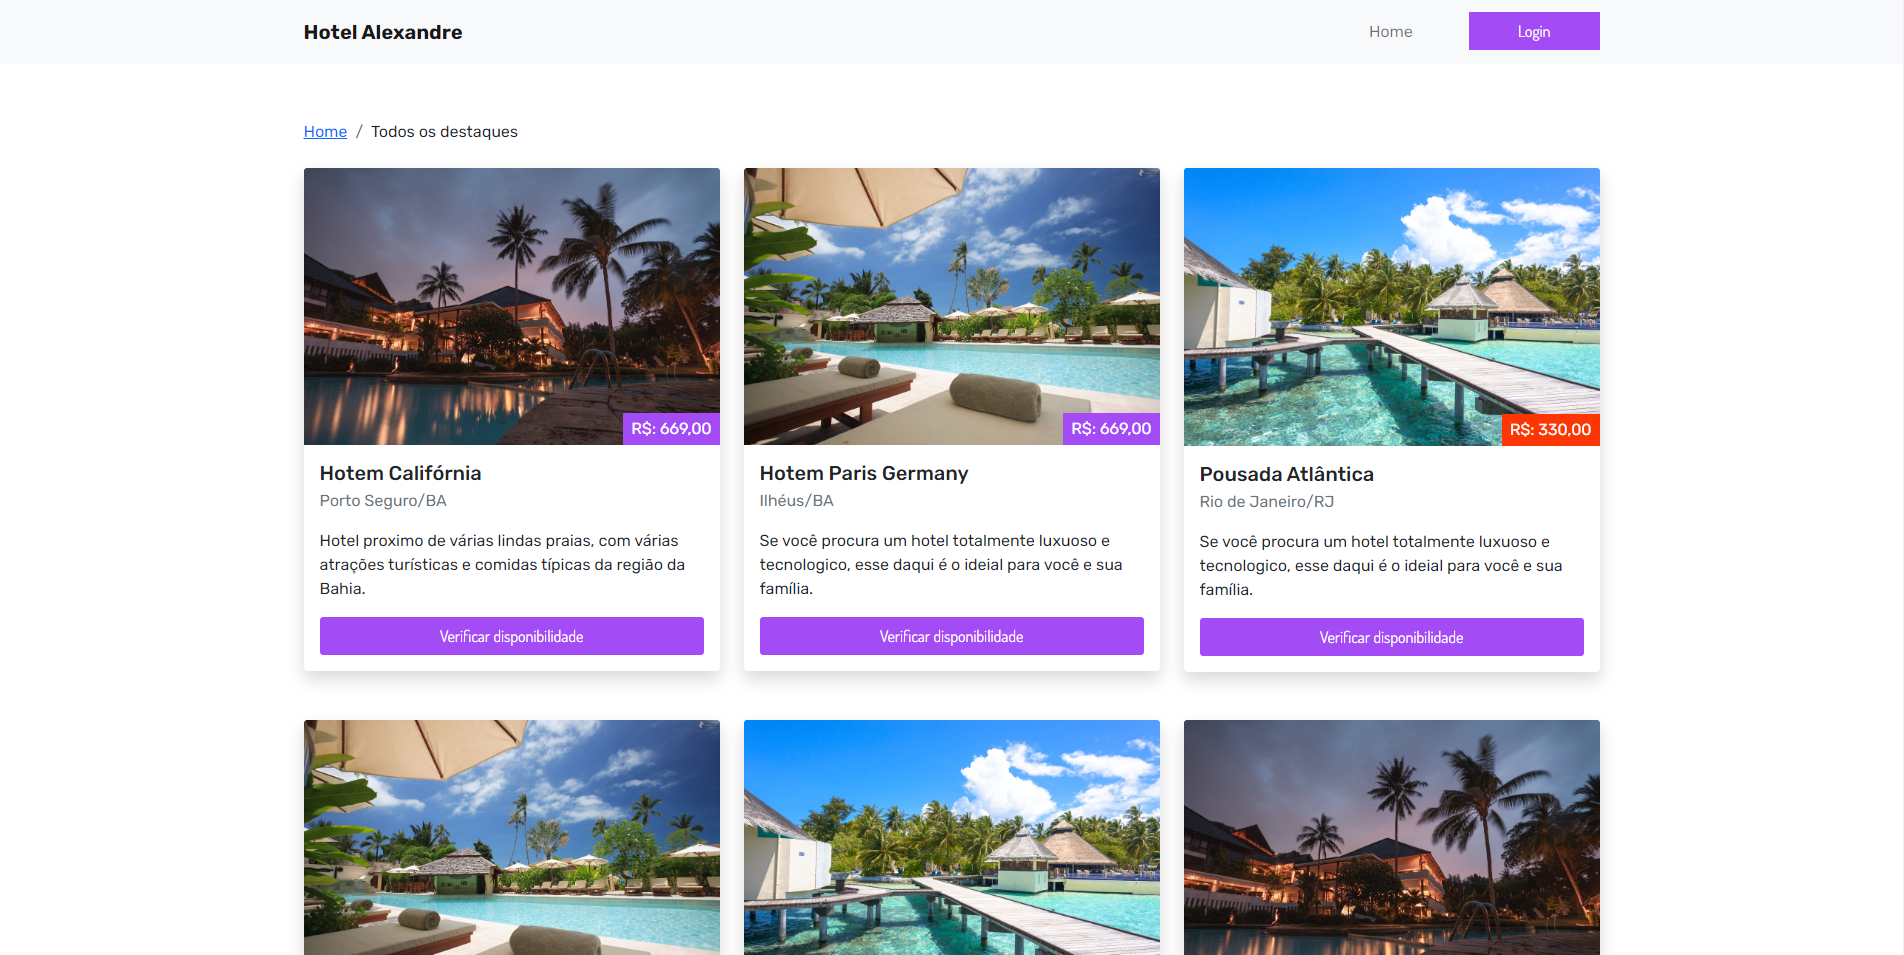 Hotel Alexandre
Home
Login
Home / Todos os destaques
R$: 669,00
Hotem Califórnia
Porto Seguro/BA
Hotel proximo de várias lindas praias, com várias
atrações turísticas e comidas típicas da região da
Bahia.
Verificar disponibilidade
R$: 669,00
Hotem Paris Germany
Ilhéus/BA
Se você procura um hotel totalmente luxuoso e
tecnologico, esse daqui é o ideial para você e sua
família.
Verificar disponibilidade
R$: 330,00
Pousada Atlântica
Rio de Janeiro/RJ
Se você procura um hotel totalmente luxuoso e
tecnologico, esse daqui é o ideial para você e sua
família.
Verificar disponibilidade